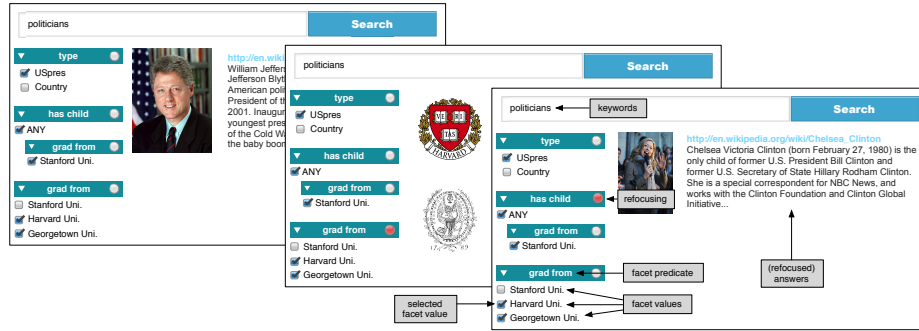 politicians
Search
type
USpres
Country
has child
ANY
grad from
Stanford Uni.
grad from
Stanford Uni.
Harvard Uni.
Georgetown Uni.
http://en.wiki
William Jeffers
Jefferson Blyt
American poli
President of th
2001. Inaugur
youngest pres
of the Cold Wa
the baby boom
politicians
Search
type
USpres
Country
has child
ANY
grad from
Stanford Uni.
grad from
Stanford Uni.
Harvard Uni.
Georgetown Uni.
VE RI
TAS
HARVARD
politicians
keywords
Search
type
USpres
Country
has child
refocusing
ANY
grad from
Stanford Uni.
grad from
facet predicate
Stanford Uni.
Harvard Uni.
facet values
Georgetown Uni.
selected
facet value
http://en.wikipedia.org/wiki/Chelsea_Clinton
Chelsea Victoria Clinton (born February 27, 1980) is the
only child of former U.S. President Bill Clinton and
former U.S. Secretary of State Hillary Rodham Clinton.
She is a special correspondent for NBC News, and
works with the Clinton Foundation and Clinton Global
Initiative...
(refocused)
answers